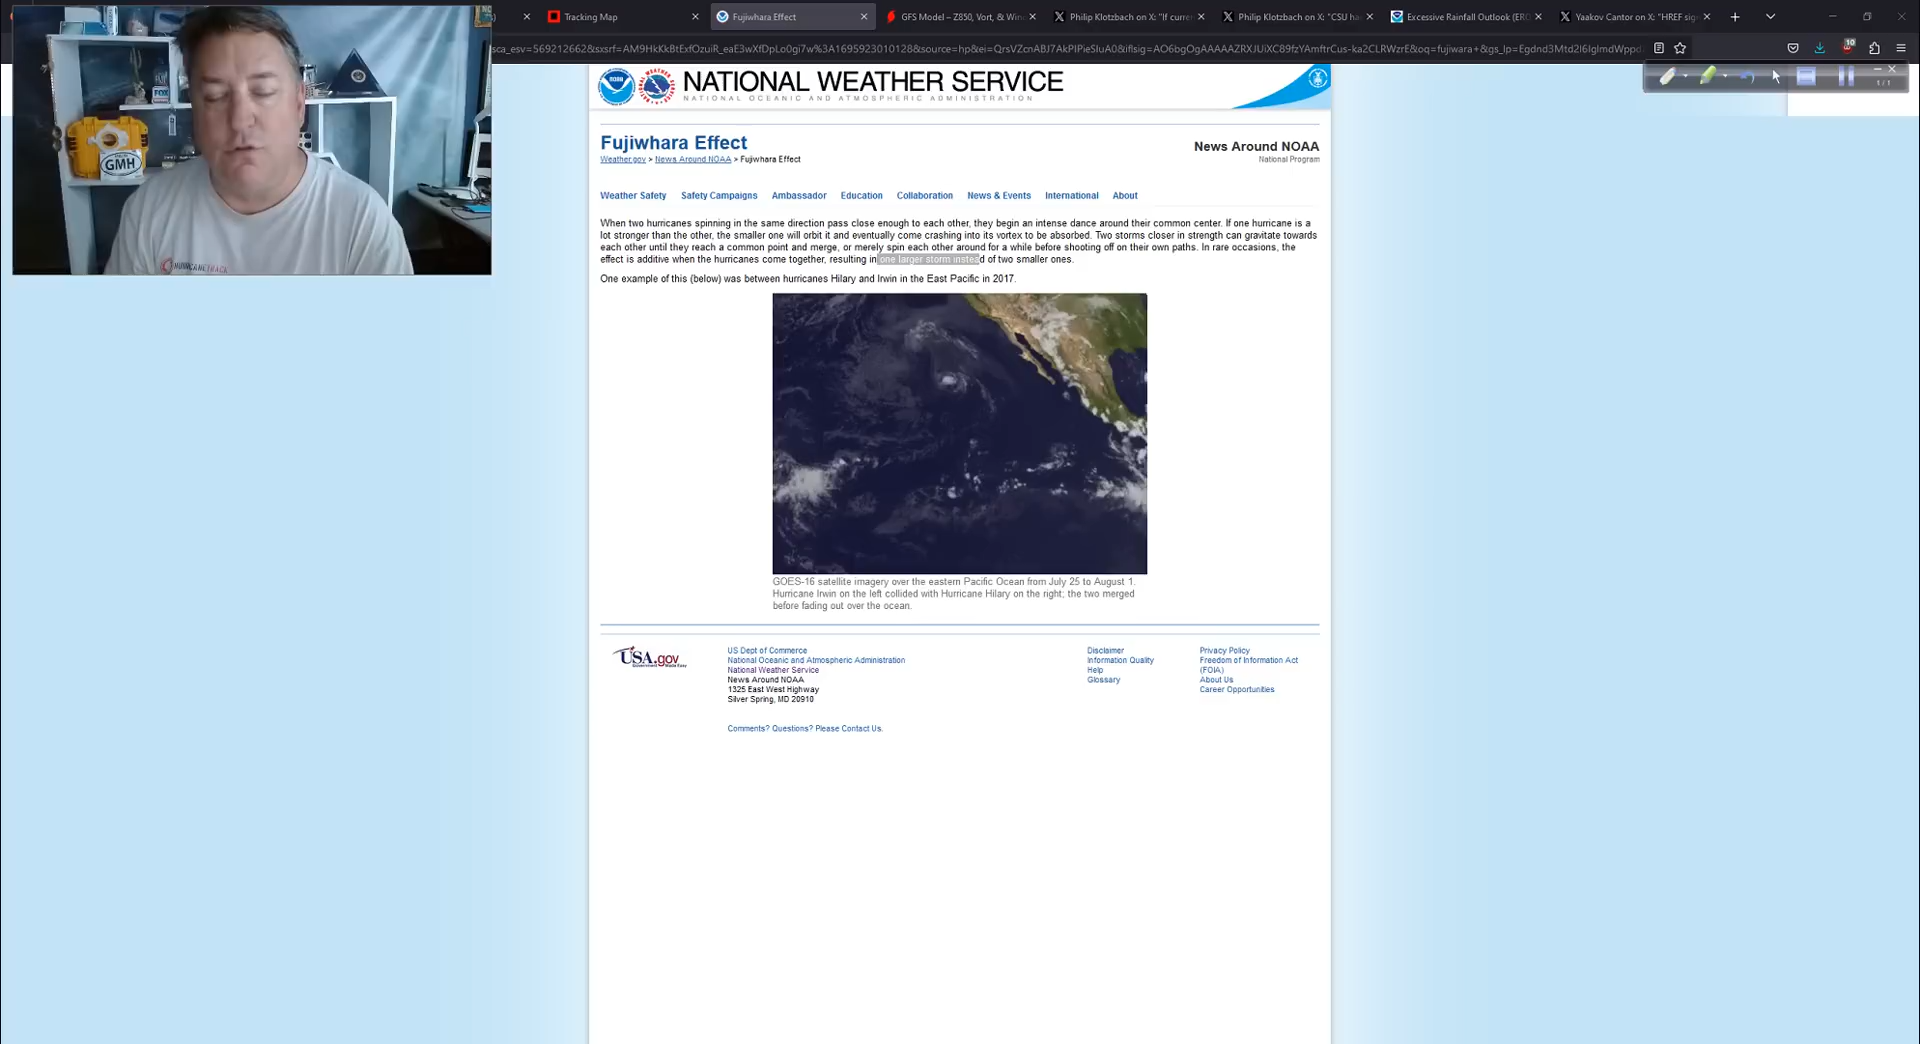 Tracking Map
Fujiwhara Effect
GFS Model – Z850, Vort, & Win
Philip Klotzbach on X: "If curre
Philip Klotzbach on X: "CSU ha
Excessive Rainfall Outlook (ERO
Yaakov Cantor on X: "HREF sig
10
1/1
FOX
GMH
HURRICANETRACK
NATIONAL WEATHER SERVICE
NATIONAL OCEANIC AND ATMOSPHERIC ADMINISTRATION
Fujiwhara Effect
Weather.gov > News Around NOAA > Fujiwhara Effect
News Around NOAA
National Program
Weather Safety Safety Campaigns Ambassador Education Collaboration News & Events International About
When two hurricanes spinning in the same direction pass close enough to each other, they begin an intense dance around their common center. If one hurricane is a
lot stronger than the other, the smaller one will orbit it and eventually come crashing into its vortex to be absorbed. Two storms closer in strength can gravitate towards
each other until they reach a common point and merge, or merely spin each other around for a while before shooting off on their own paths. In rare occasions, the
effect is additive when the hurricanes come together, resulting in one larger storm instead of two smaller ones.
One example of this (below) was between hurricanes Hilary and Irwin in the East Pacific in 2017.
GOES-16 satellite imagery over the eastern Pacific Ocean from July 25 to August 1.
Hurricane Irwin on the left collided with Hurricane Hilary on the right; the two merged
before fading out over the ocean.
USA.gov
US Dept of Commerce
National Oceanic and Atmospheric Administration
National Weather Service
News Around NOAA
1325 East West Highway
Silver Spring, MD 20910
Comments? Questions? Please Contact Us.
Disclaimer
Information Quality
Help
Glossary
Privacy Policy
Freedom of Information Act
(FOIA)
About Us
Career Opportunities